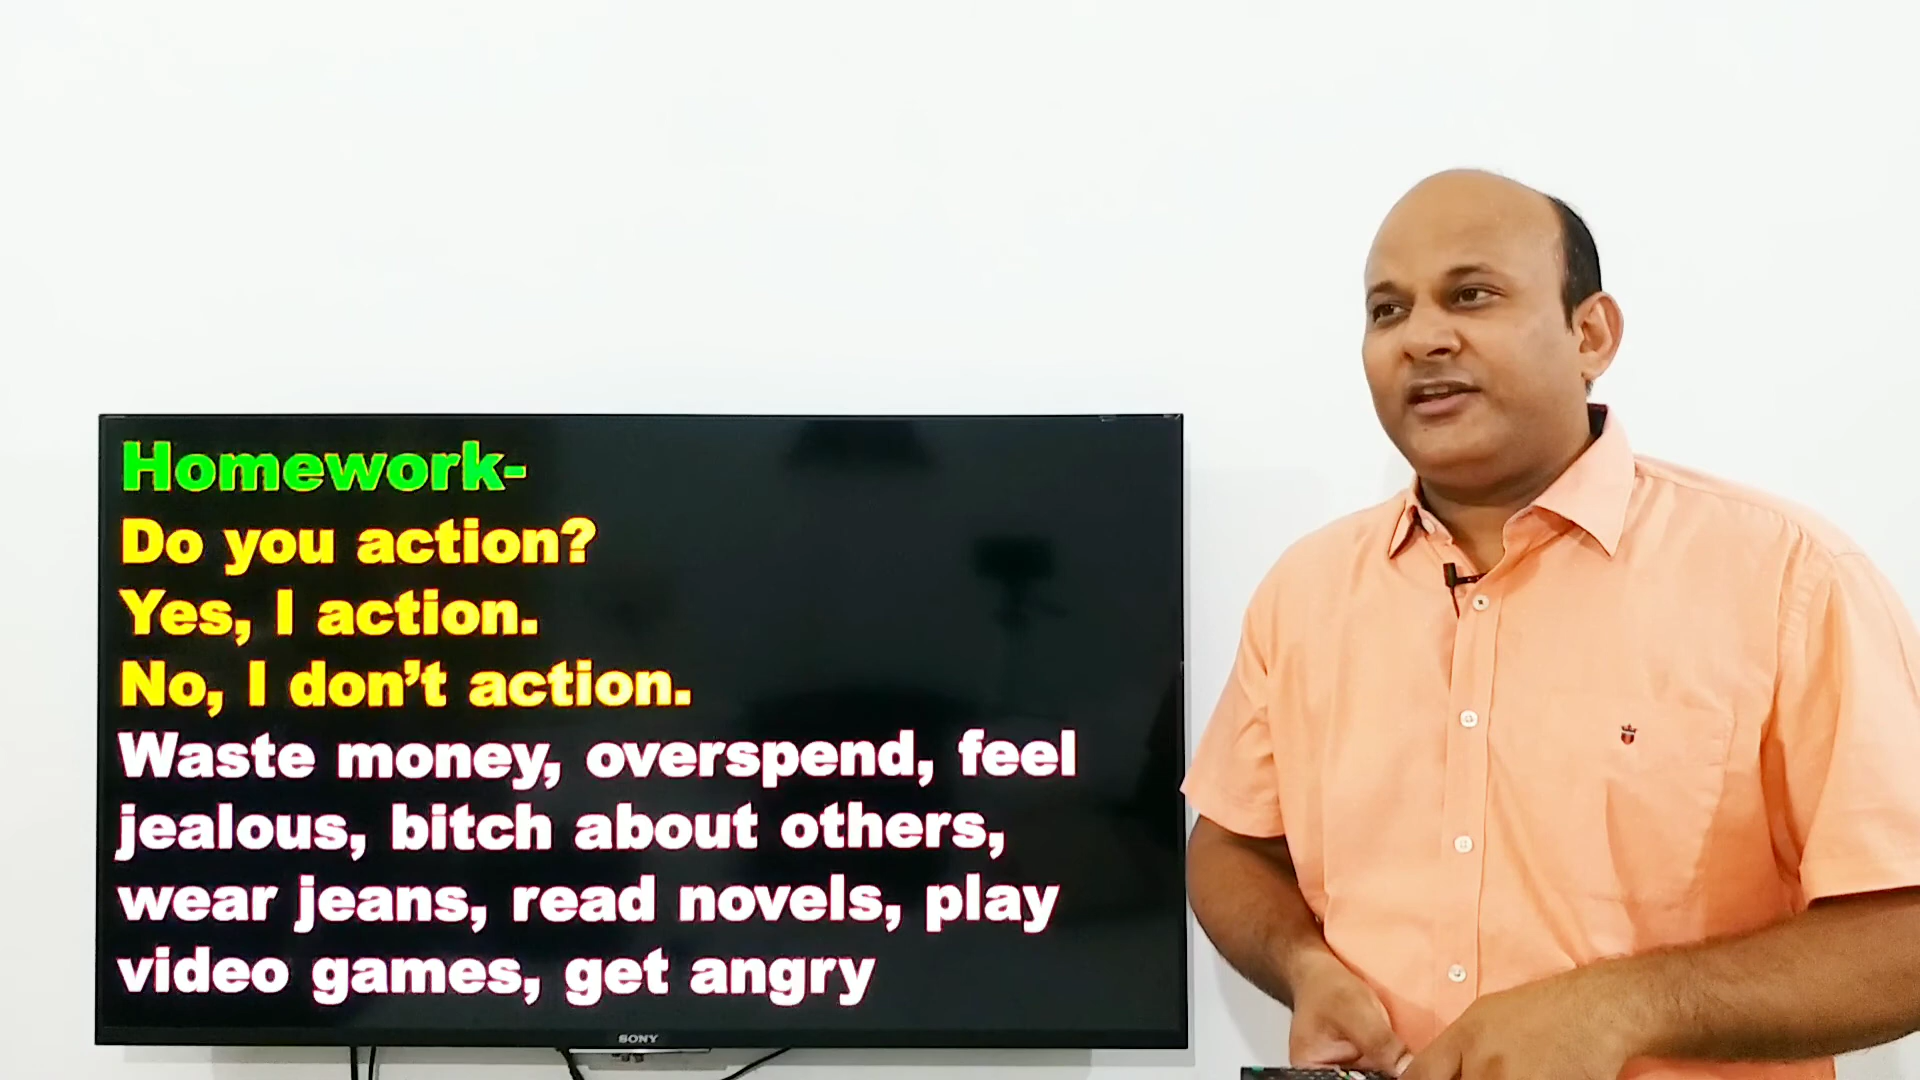 Homework-
Do you action?
Yes, I action.
No, I don't action.
Waste money, overspend, feel
jealous, bitch about others,
wear jeans, read novels, play
video games, get angry
SONY